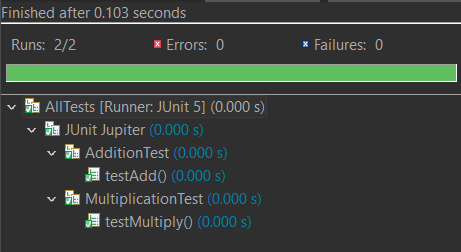 Finished after 0.103 seconds
Runs: 2/2 Errors: 0 Failures: 0
AllTests [Runner: JUnit 5] (0.000 s)
JUnit Jupiter (0.000 s)
AdditionTest (0.000 s)
testAdd() (0.000 s)
MultiplicationTest (0.000 s)
testMultiply() (0.000 s)